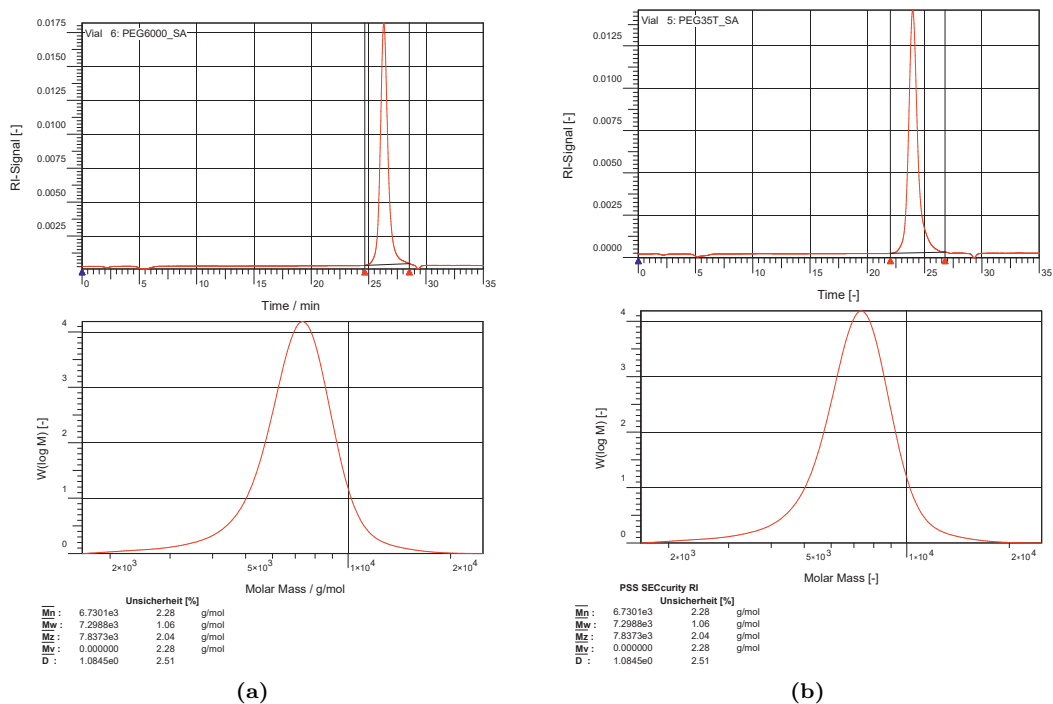 Vial 6: PEG6000_SA
0.0175
0.0150
0.0125
0.0100
0.0075
0.0050
0.0025
RI-Signal [-]
0 5 10 15 20 25 30 35
Time / min
4
3
2
1
0
W(log M) [-]
2×10³ 5×10³ 1×10⁴ 2×10⁴
Molar Mass / g/mol
Unsicherheit [%]
Mn : 6.7301e3 2.28 g/mol
Mw : 7.2988e3 1.06 g/mol
Mz : 7.8373e3 2.04 g/mol
Mv : 0.000000 2.28 g/mol
D : 1.0845e0 2.51
(a)
Vial 5: PEG35T_SA
0.0125
0.0100
0.0075
0.0050
0.0025
0.0000
RI-Signal [-]
0 5 10 15 20 25 30 35
Time [-]
4
3
2
1
0
W(log M) [-]
2×10³ 5×10³ 1×10⁴ 2×10⁴
Molar Mass [-]
PSS SECcurity RI
Unsicherheit [%]
Mn : 6.7301e3 2.28 g/mol
Mw : 7.2988e3 1.06 g/mol
Mz : 7.8373e3 2.04 g/mol
Mv : 0.000000 2.28 g/mol
D : 1.0845e0 2.51
(b)